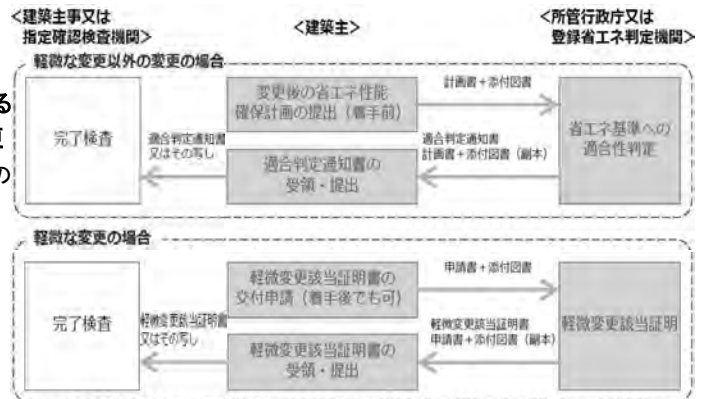 <建築主事又は
指定確認検査機関>
<建築主>
<所管行政庁又は
登録省エネ判定機関>
軽微な変更以外の変更の場合
る
更
の
完了検査
適合判定通知書
又はその写し
変更後の省エネ性能
確保計画の提出（着手前）
適合判定通知書の
受領・提出
計画書＋添付図書
適合判定通知書
計画書＋添付図書（副本）
省エネ基準への
適合性判定
軽微な変更の場合
完了検査
軽微変更該当証明書
又はその写し
軽微変更該当証明書の
交付申請（着手後でも可）
軽微変更該当証明書の
受領・提出
申請書＋添付図書
軽微変更該当証明書
申請書＋添付図書（副本）
軽微変更該当証明